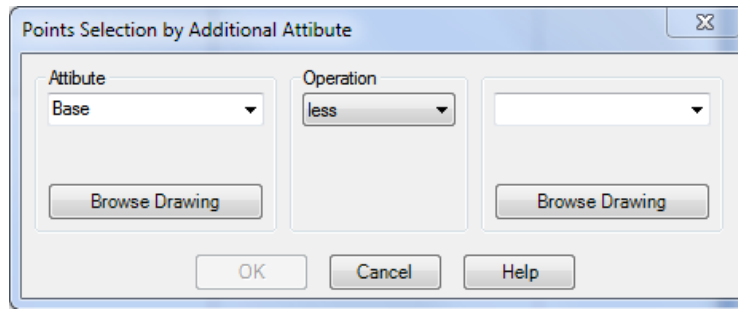 Points Selection by Additional Attibute
Attibute
Operation
Base
less
Browse Drawing
Browse Drawing
OK
Cancel
Help